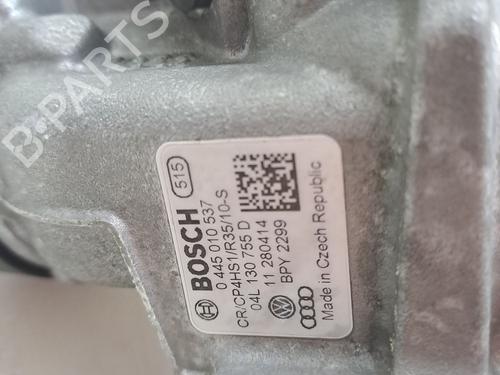 B-PARTS
BOSCH 515
0 445 010 537
CR/CP4HS1/R35/10-S
04L 130 755 D
11 280414
BPY 2299
Made in Czech Republic